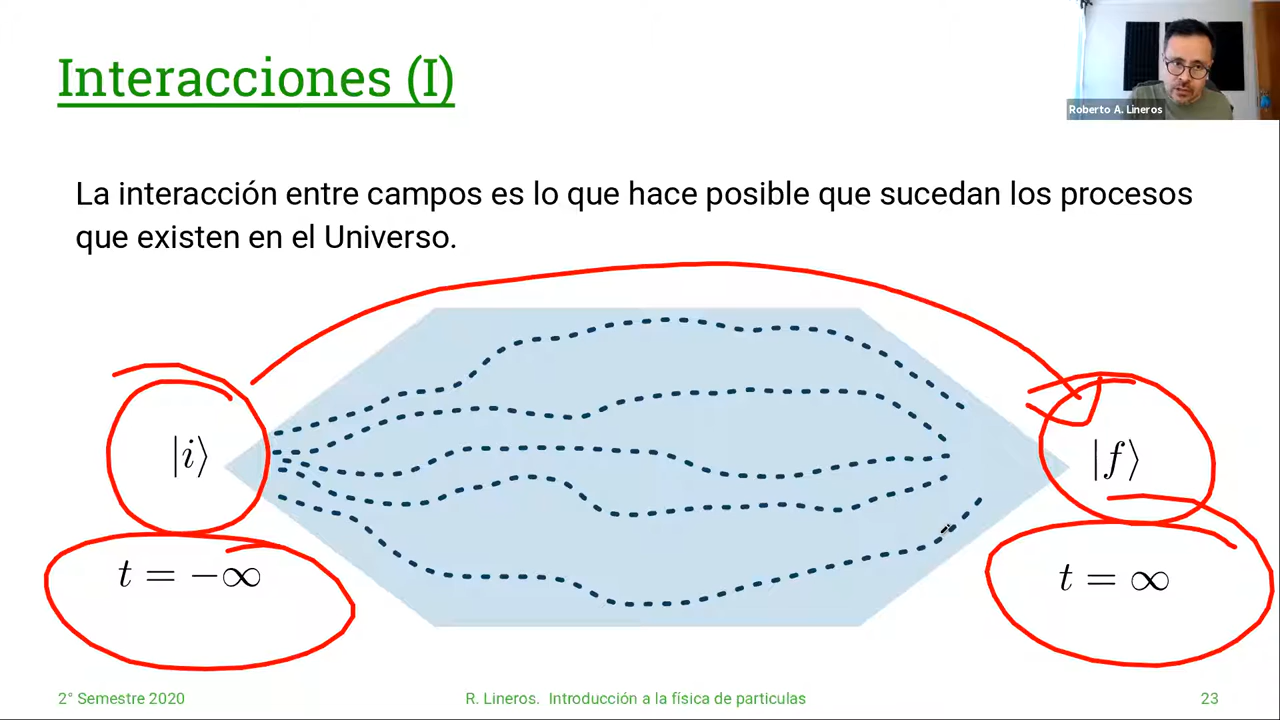 Interacciones (I)
Roberto A. Lineros
La interacción entre campos es lo que hace posible que sucedan los procesos
que existen en el Universo.
|i⟩
|f⟩
t = −∞
t = ∞
2° Semestre 2020
R. Lineros. Introducción a la física de particulas
23